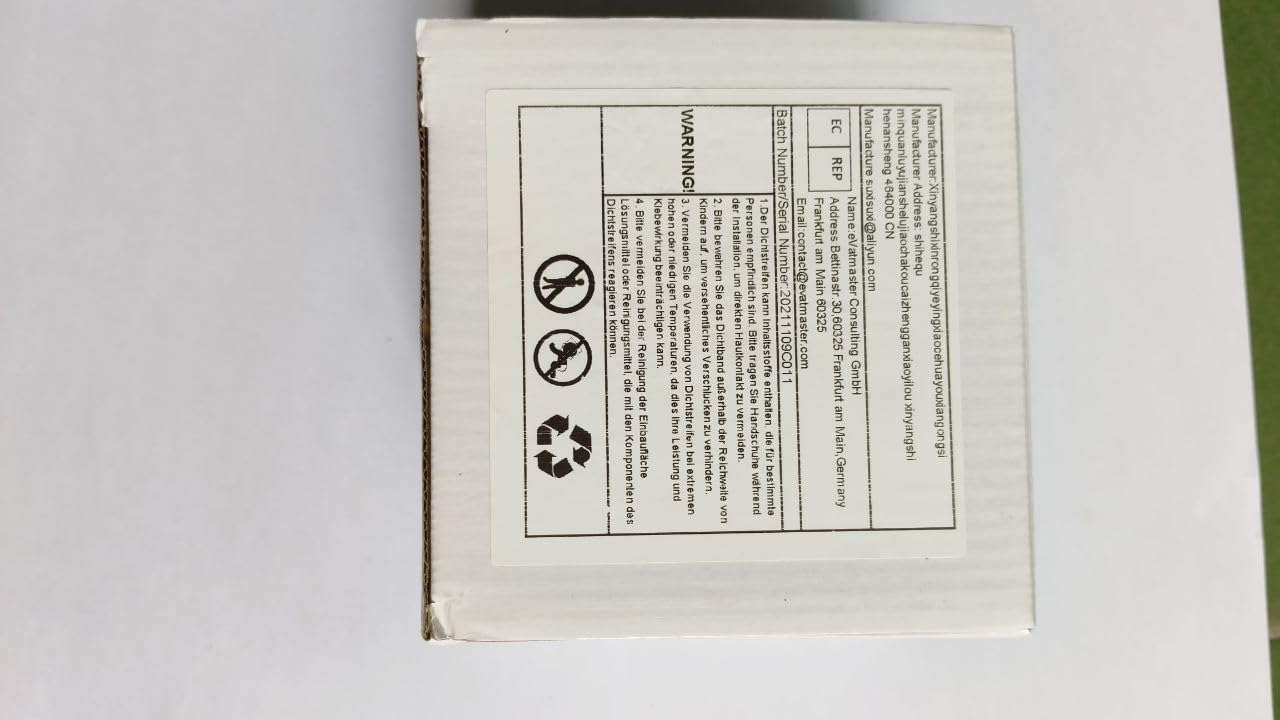 Manufacturer:Xinyangshixinrongqiyeyingxiaocehuayouxiangongsi
Manufacturer Address: shihequ
minquanluyujianshelujiaochakoucaizhengganxiaoyilou xinyangshi
henansheng 464000 CN
Manufacture suxisuxi@aliyun.com
EC REP
Name:eVatmaster Consulting GmbH
Address Bettinastr. 30,60325 Frankfurt am Main,Germany
Frankfurt am Main 60325
Email:contact@evatmaster.com
Batch Number/Serial Number:20211109C011
WARNING!
1.Der Dichtstreifen kann Inhaltsstoffe enthalten, die für bestimmte
Personen empfindlich sind. Bitte tragen Sie Handschuhe während
der Installation, um direkten Hautkontakt zu vermeiden.
2. Bitte bewahren Sie das Dichtband außerhalb der Reichweite von
Kindern auf, um versehentliches Verschlucken zu verhindern.
3. Vermeiden Sie die Verwendung von Dichtstreifen bei extremen
hohen oder niedrigen Temperaturen, da dies ihre Leistung und
Klebewirkung beeinträchtigen kann.
4. Bitte vermeiden Sie bei der Reinigung der Einbaufläche
Lösungsmittel oder Reinigungsmittel, die mit den Komponenten des
Dichtstreifens reagieren können.